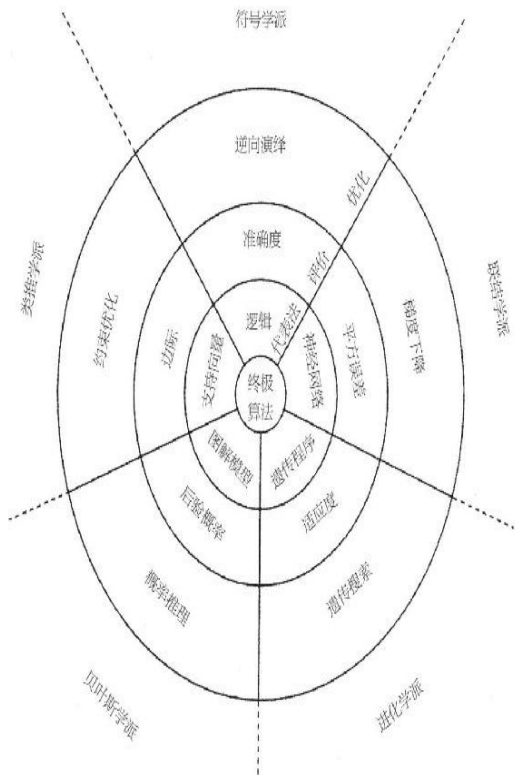 符号学派
逆向演绎
优化
准确度
评价
逻辑
代表法
类推学派
约束优化
边际
支持向量
终极
算法
神经网络
平方误差
梯度下降
联结学派
图解模型
后验概率
概率推理
贝叶斯学派
遗传程序
适应度
遗传搜索
进化学派